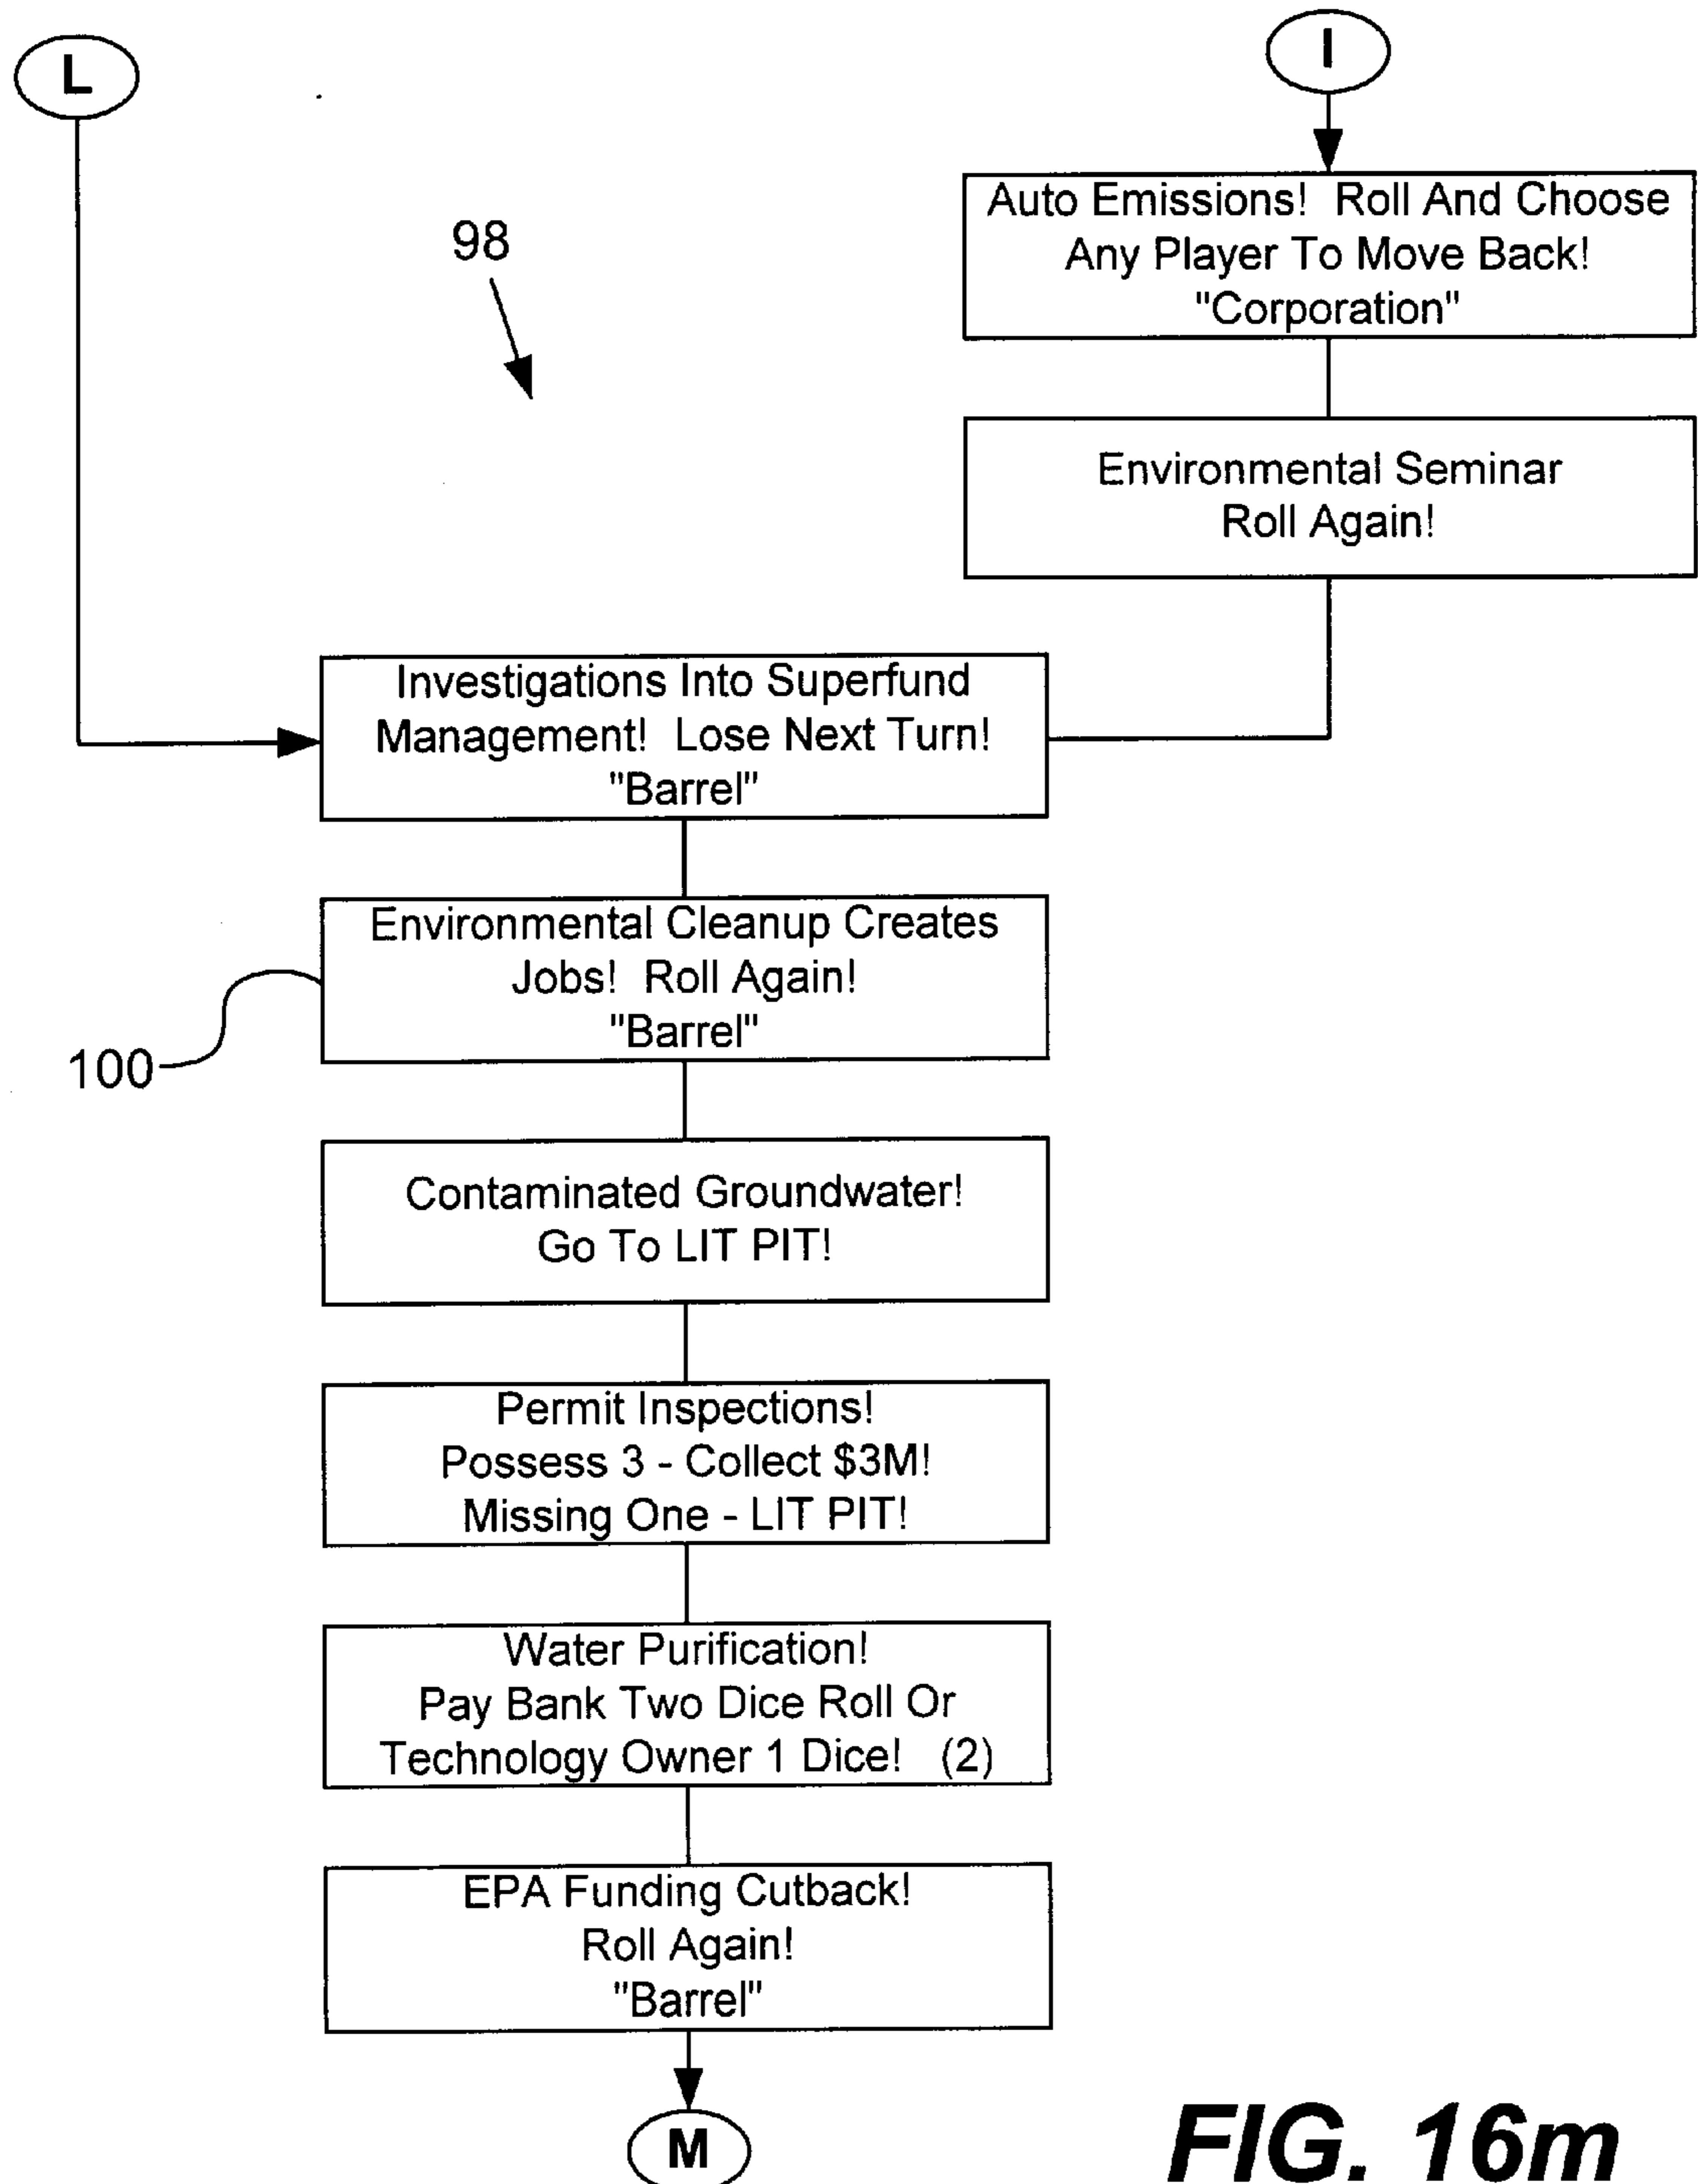 L
I
Auto Emissions! Roll And Choose
Any Player To Move Back!
"Corporation"
98
Environmental Seminar
Roll Again!
Investigations Into Superfund
Management! Lose Next Turn!
"Barrel"
Environmental Cleanup Creates
Jobs! Roll Again!
"Barrel"
100
Contaminated Groundwater!
Go To LIT PIT!
Permit Inspections!
Possess 3 - Collect $3M!
Missing One - LIT PIT!
Water Purification!
Pay Bank Two Dice Roll Or
Technology Owner 1 Dice! (2)
EPA Funding Cutback!
Roll Again!
"Barrel"
M
FIG. 16m